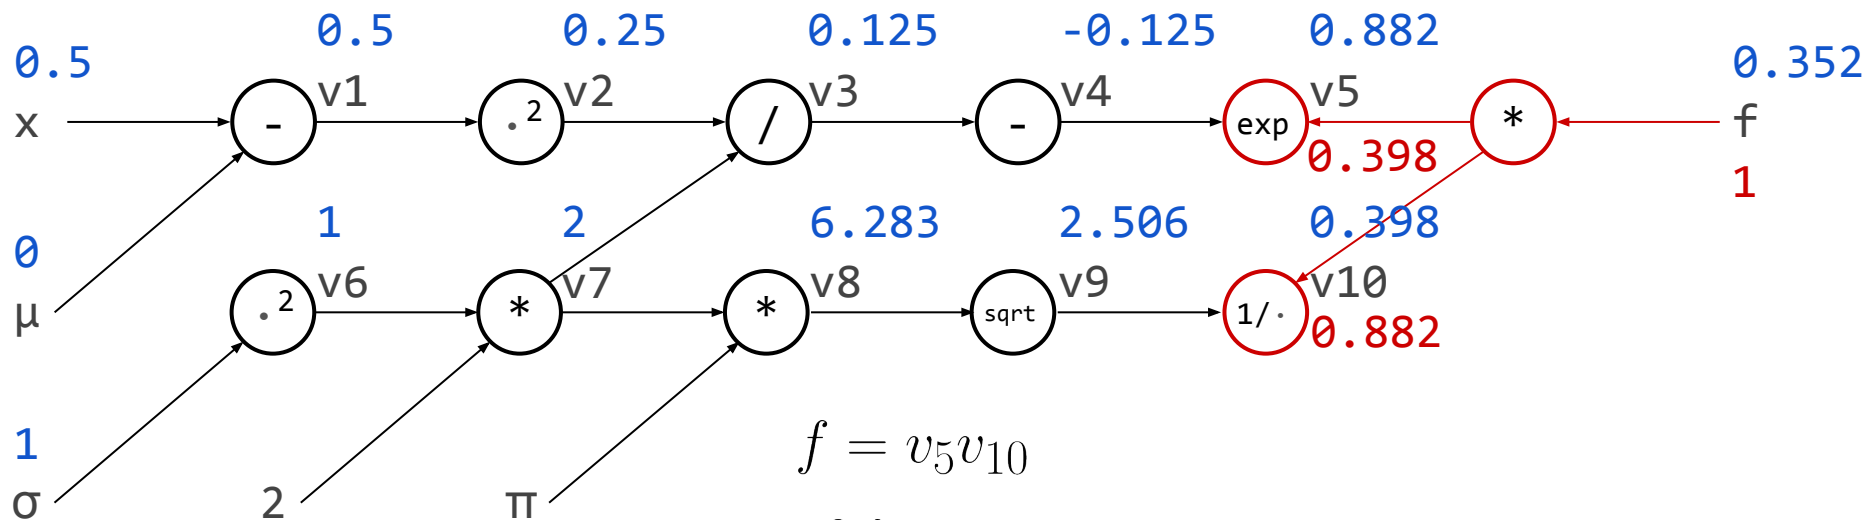 0.5 0.25 0.125 -0.125 0.882
0.5 0.352
v1 v2 v3 v4 v5
x - .² / - exp * f
0.398
1
1 2 6.283 2.506 0.398
0
v6 v7 v8 v9 v10
μ .² * * sqrt 1/·
0.882
1
f = v₅v₁₀
σ 2 π